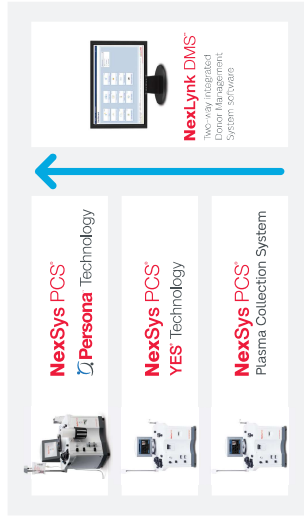 NexLynk DMS™
Two-way integrated
Donor Management
System software
NexSys PCS®
Persona Technology
NexSys PCS®
YES® Technology
NexSys PCS®
Plasma Collection System